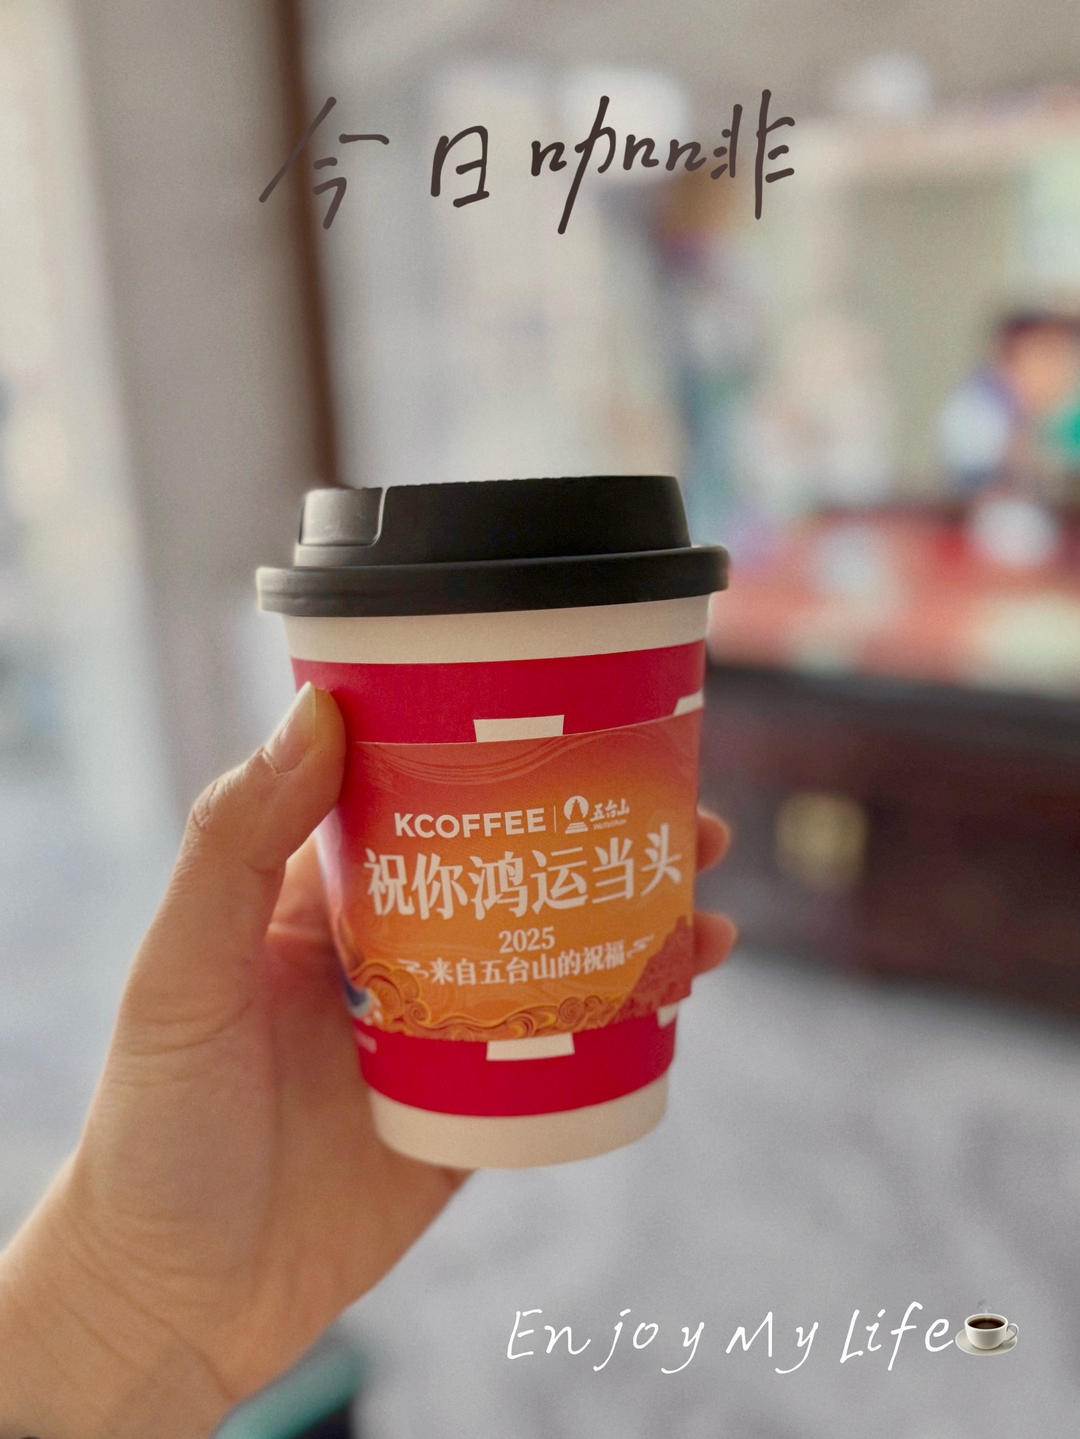 今日咖啡
KCOFFEE | 五台山
祝你鸿运当头
2025
来自五台山的祝福
Enjoy My Life